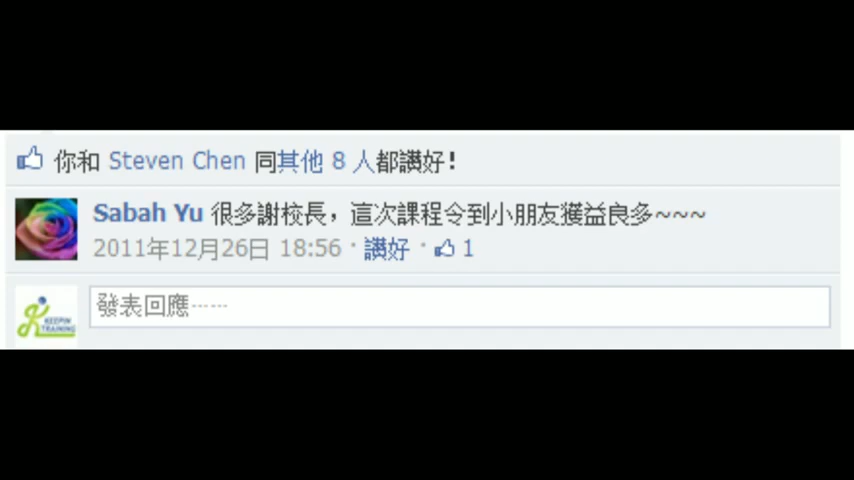 你和 Steven Chen 同其他 8 人都讚好!
Sabah Yu 很多謝校長，這次課程令到小朋友獲益良多~~~
2011年12月26日 18:56 · 讚好 · 1
KEEPIN TRAINING
發表回應……